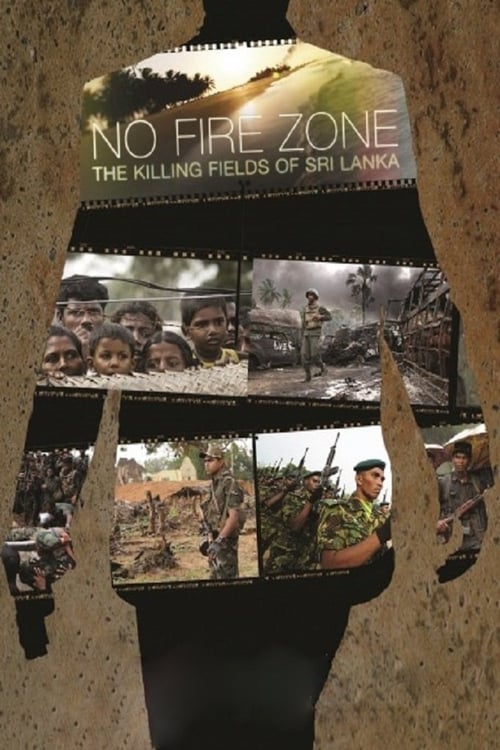 NO FIRE ZONE
THE KILLING FIELDS OF SRI LANKA